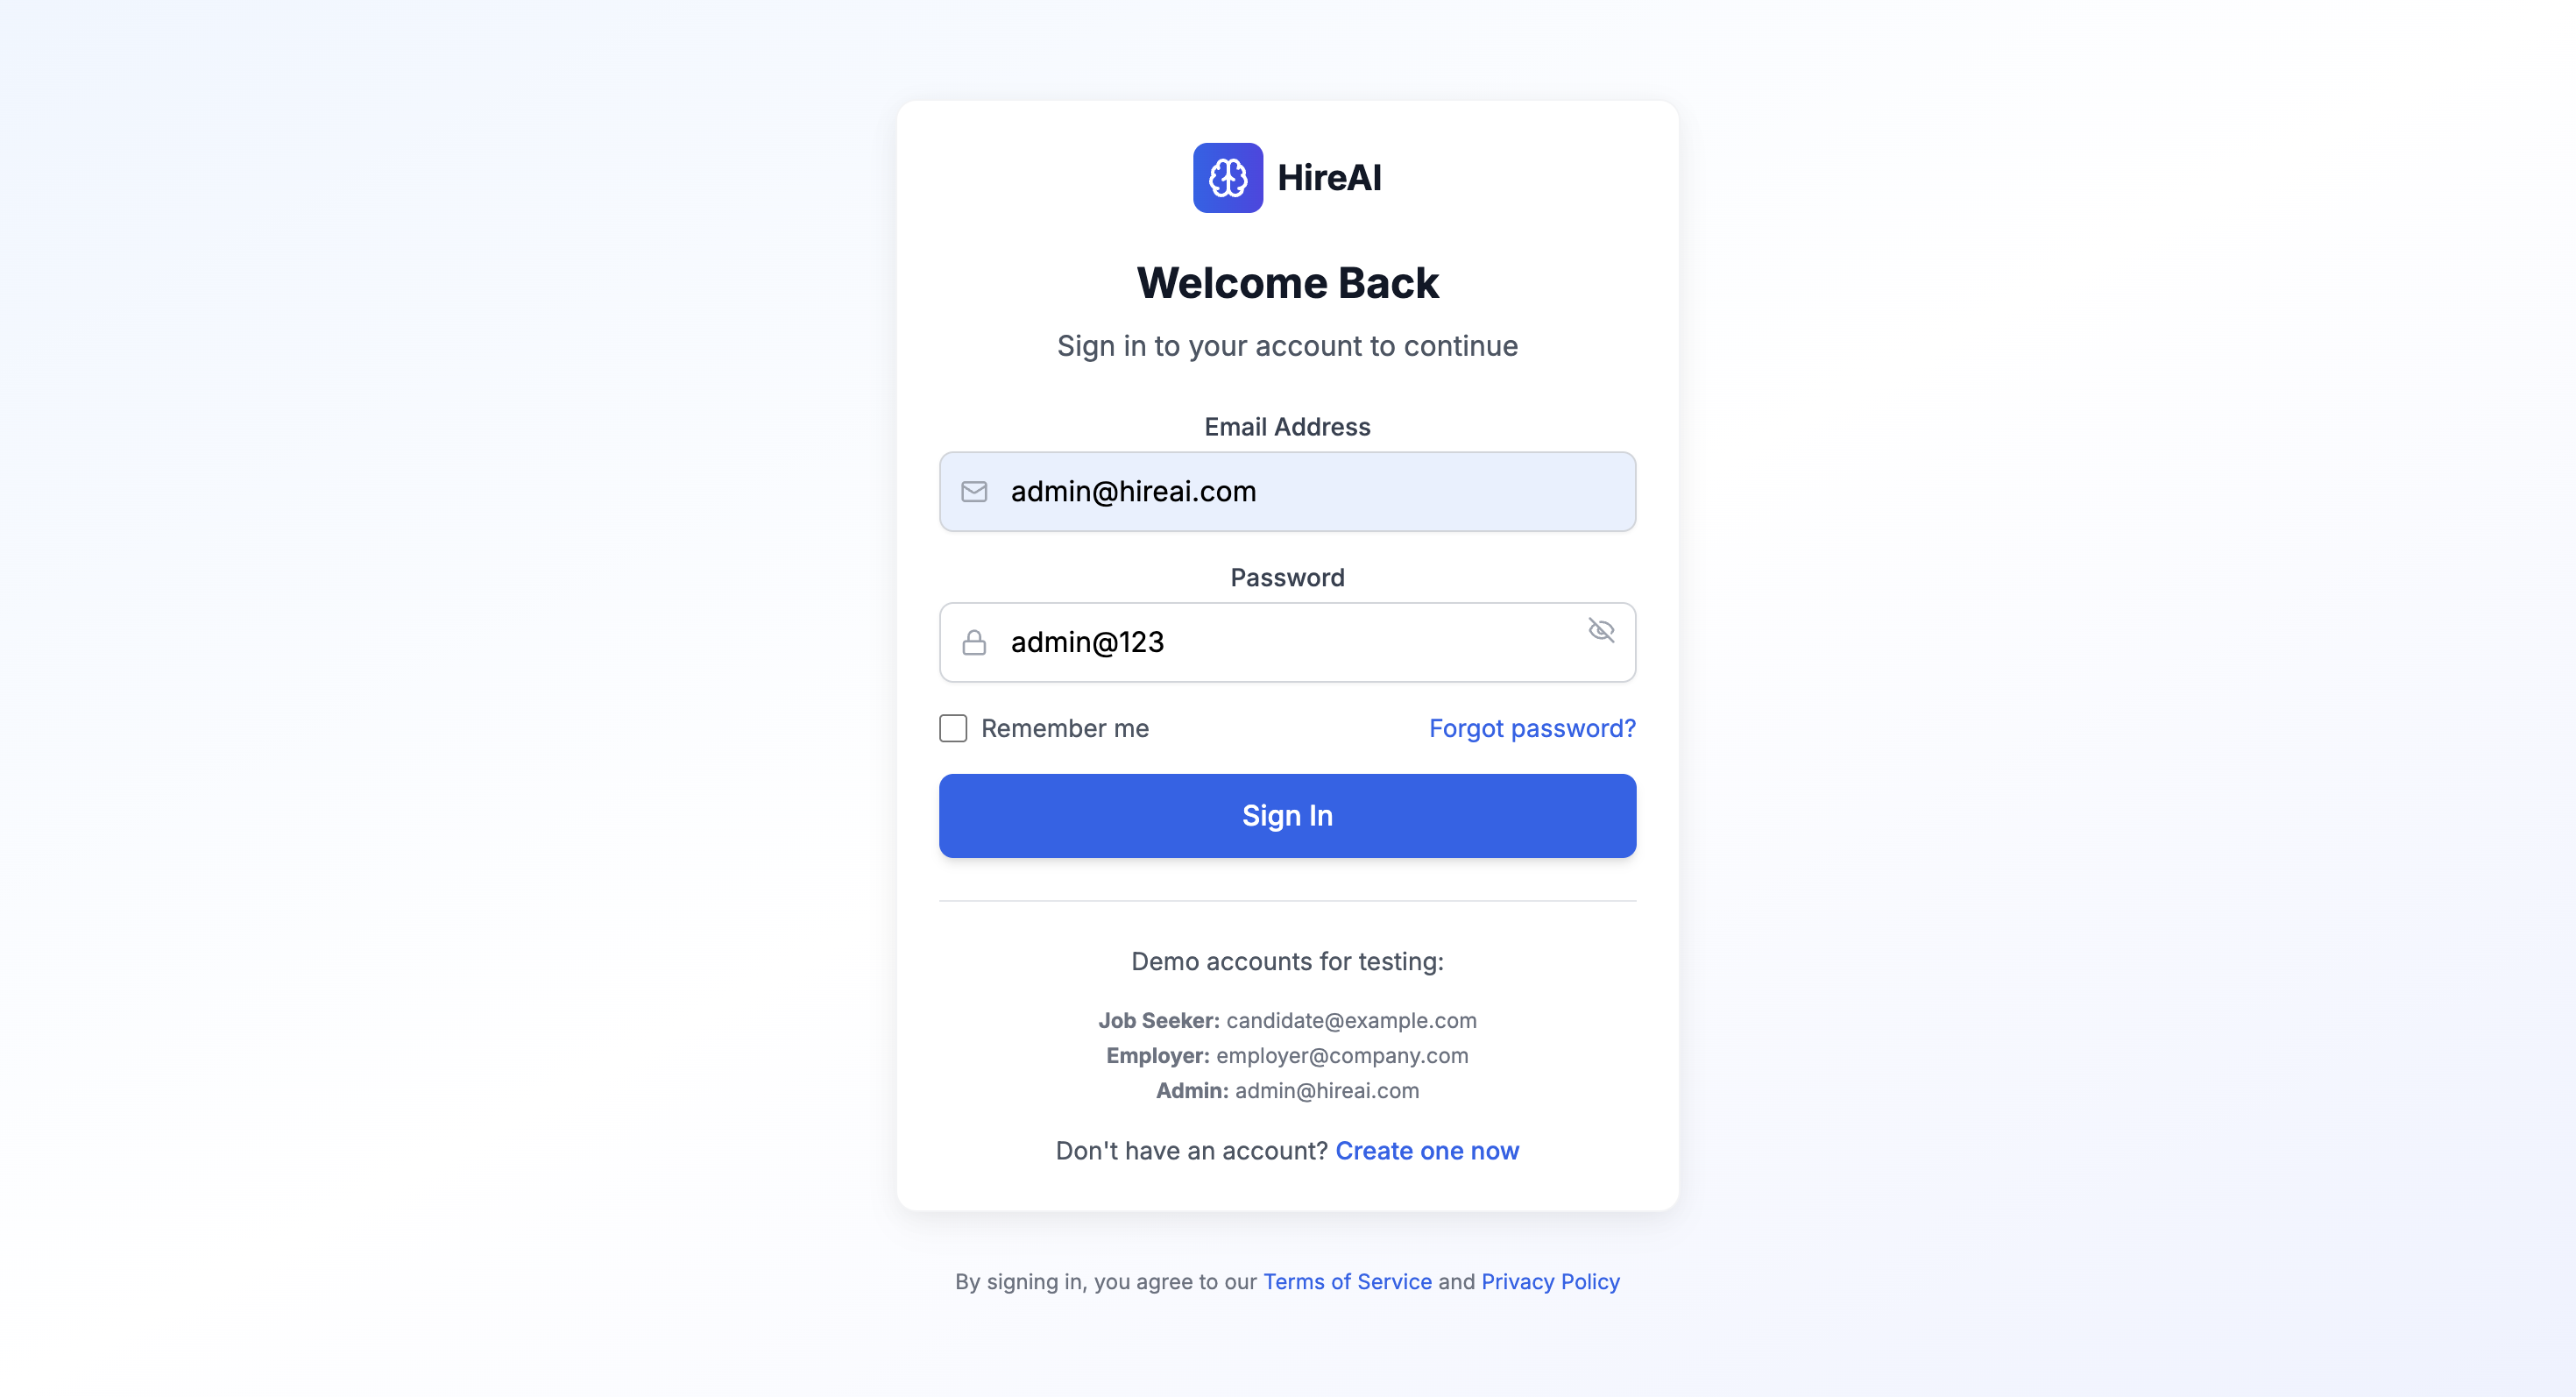 HireAI
Welcome Back
Sign in to your account to continue
Email Address
admin@hireai.com
Password
admin@123
Remember me Forgot password?
Sign In
Demo accounts for testing:
Job Seeker: candidate@example.com
Employer: employer@company.com
Admin: admin@hireai.com
Don't have an account? Create one now
By signing in, you agree to our Terms of Service and Privacy Policy